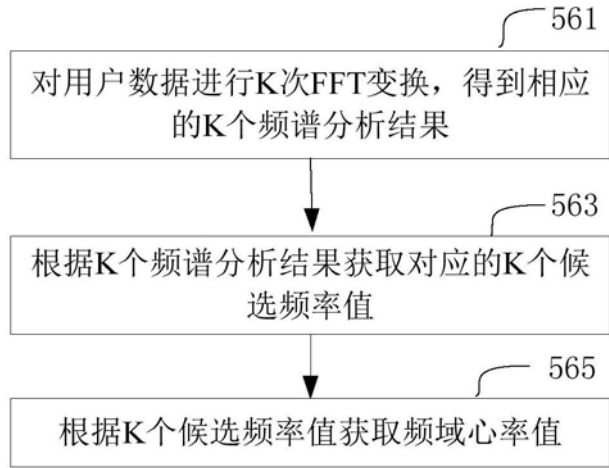 561
对用户数据进行K次FFT变换，得到相应
的K个频谱分析结果
563
根据K个频谱分析结果获取对应的K个候
选频率值
565
根据K个候选频率值获取频域心率值